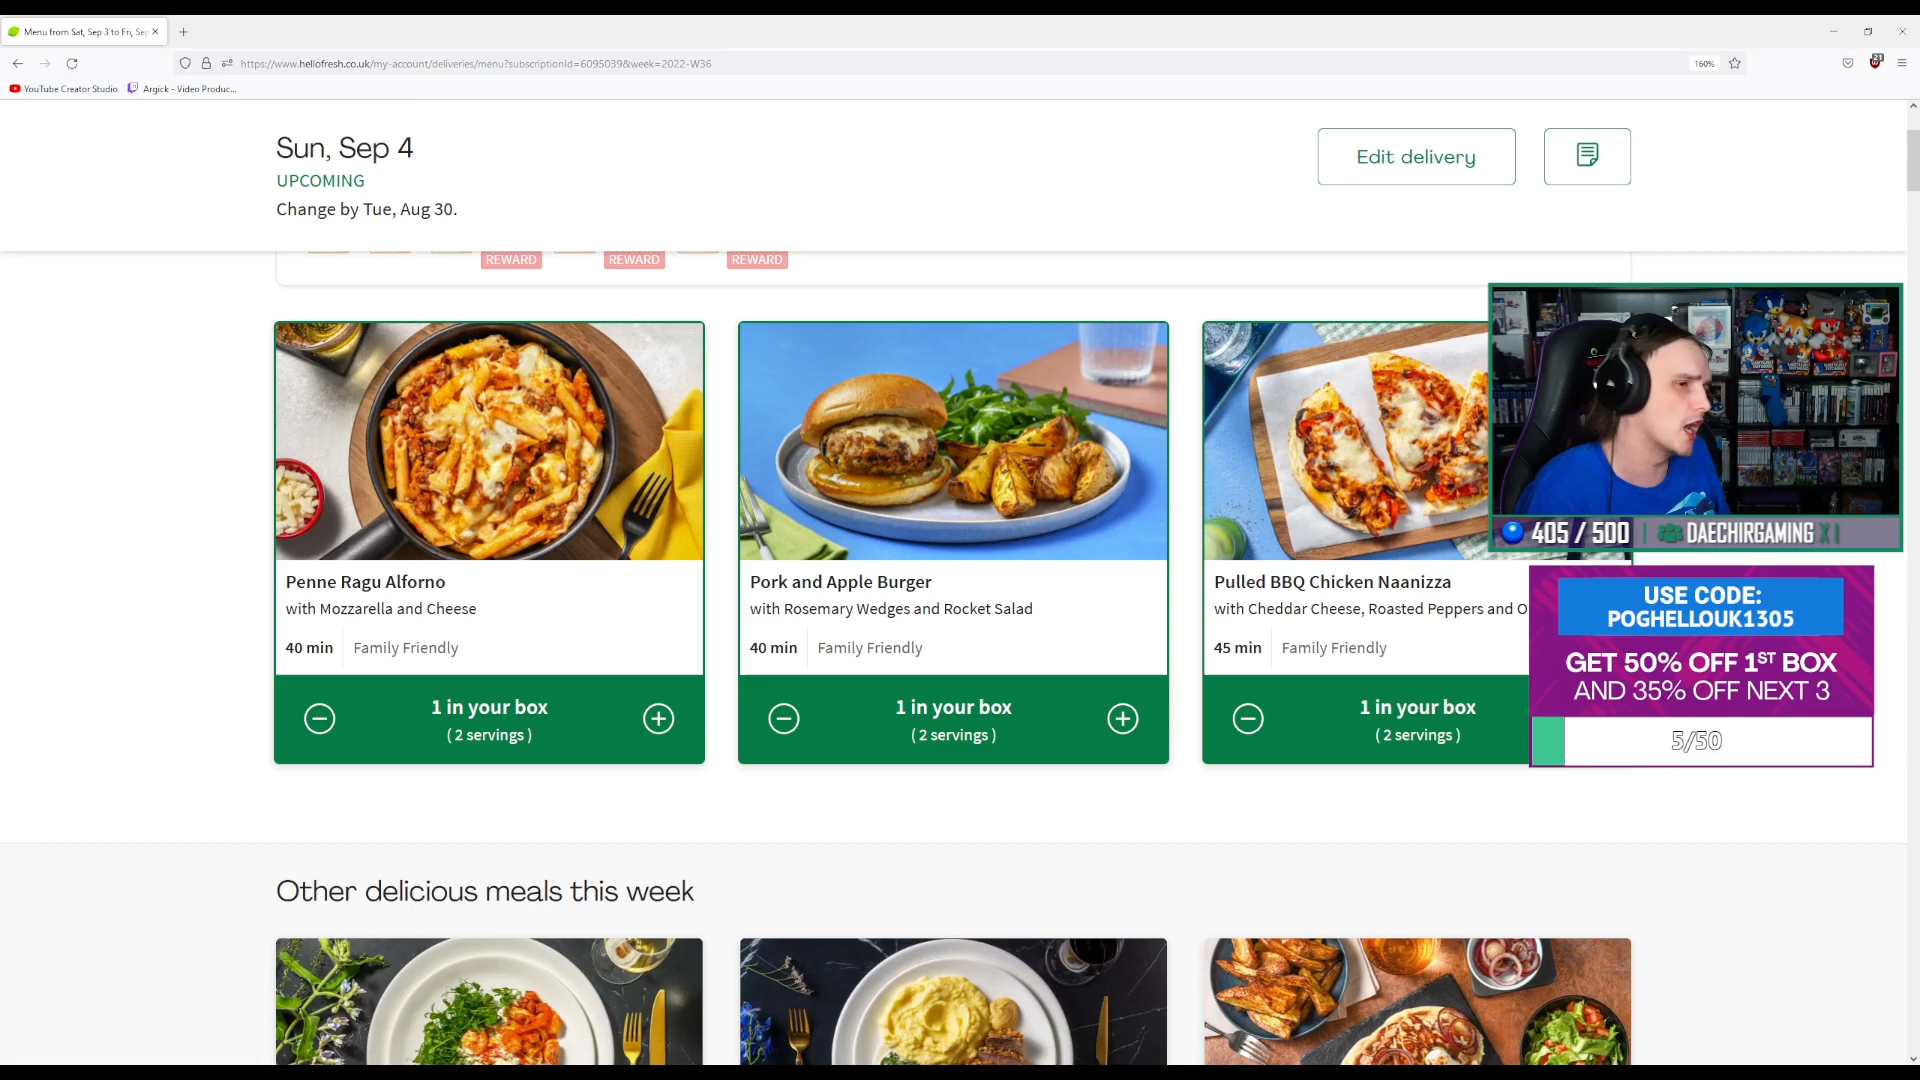 Menu from Sat, Sep 3 to Fri, Sep
https://www.hellofresh.co.uk/my-account/deliveries/menu?subscriptionId=6095039&week=2022-W36
160%
21
YouTube Creator Studio
Argick - Video Produc...
Sun, Sep 4
UPCOMING
Change by Tue, Aug 30.
Edit delivery
REWARD
REWARD
REWARD
Penne Ragu Alforno
with Mozzarella and Cheese
40 min
Family Friendly
1 in your box
( 2 servings )
Pork and Apple Burger
with Rosemary Wedges and Rocket Salad
40 min
Family Friendly
1 in your box
( 2 servings )
Pulled BBQ Chicken Naanizza
with Cheddar Cheese, Roasted Peppers and O
45 min
Family Friendly
1 in your box
( 2 servings )
405 / 500
DAECHIRGAMING X1
USE CODE:
POGHELLOUK1305
GET 50% OFF 1ST BOX
AND 35% OFF NEXT 3
5/50
Other delicious meals this week